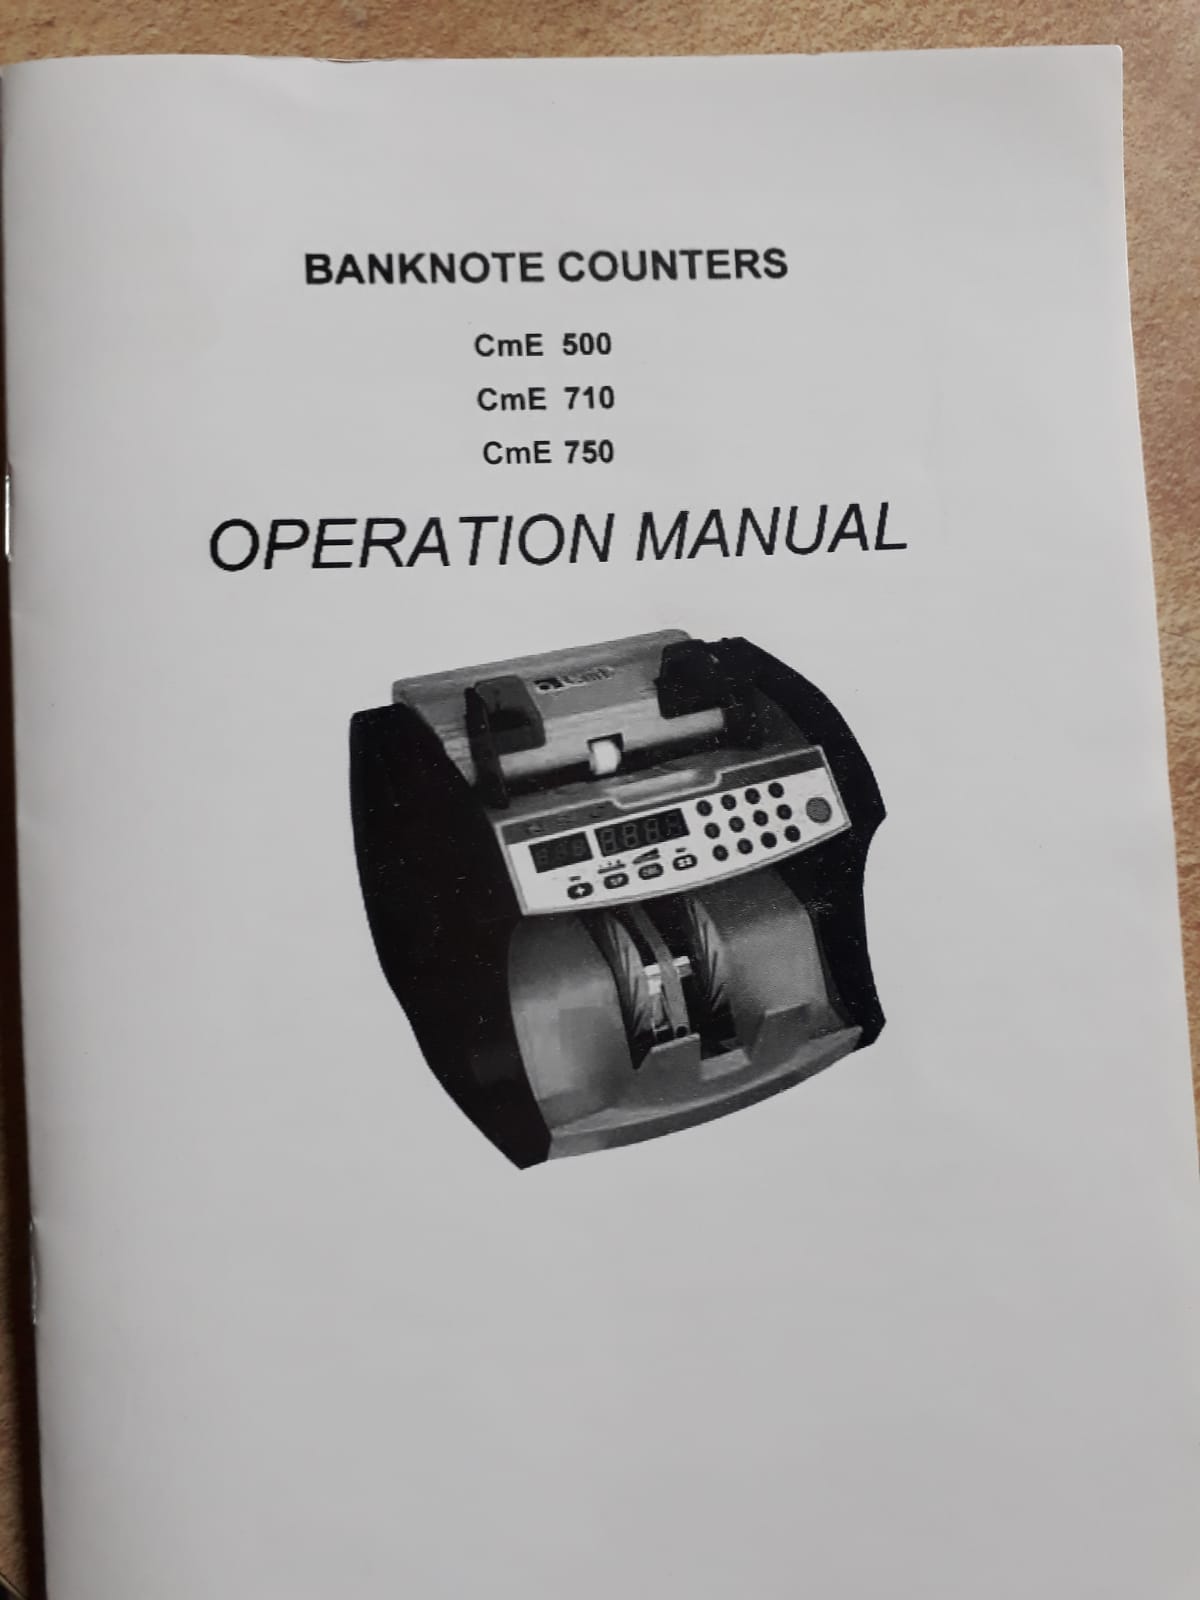 BANKNOTE COUNTERS
CmE 500
CmE 710
CmE 750
OPERATION MANUAL